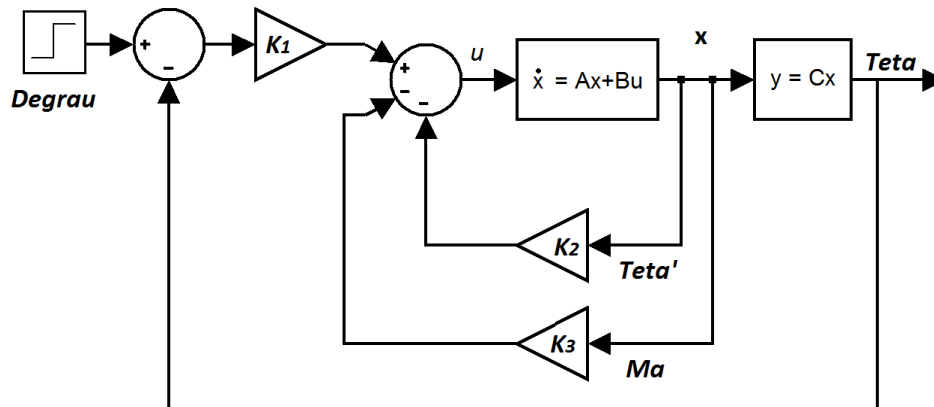 Degrau
+
-
K1
+
-
-
u
ẋ = Ax+Bu
x
y = Cx
Teta
K2
Teta'
K3
Ma